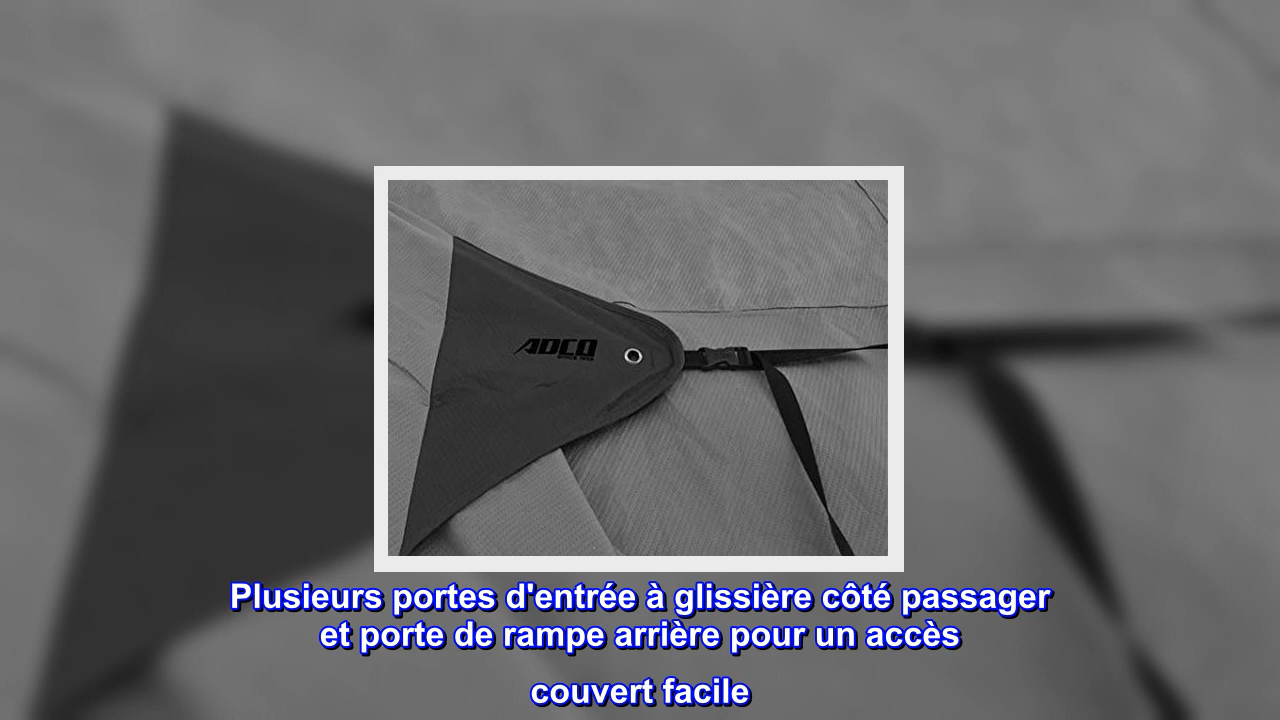 ADCO
Plusieurs portes d'entrée à glissière côté passager
et porte de rampe arrière pour un accès
couvert facile